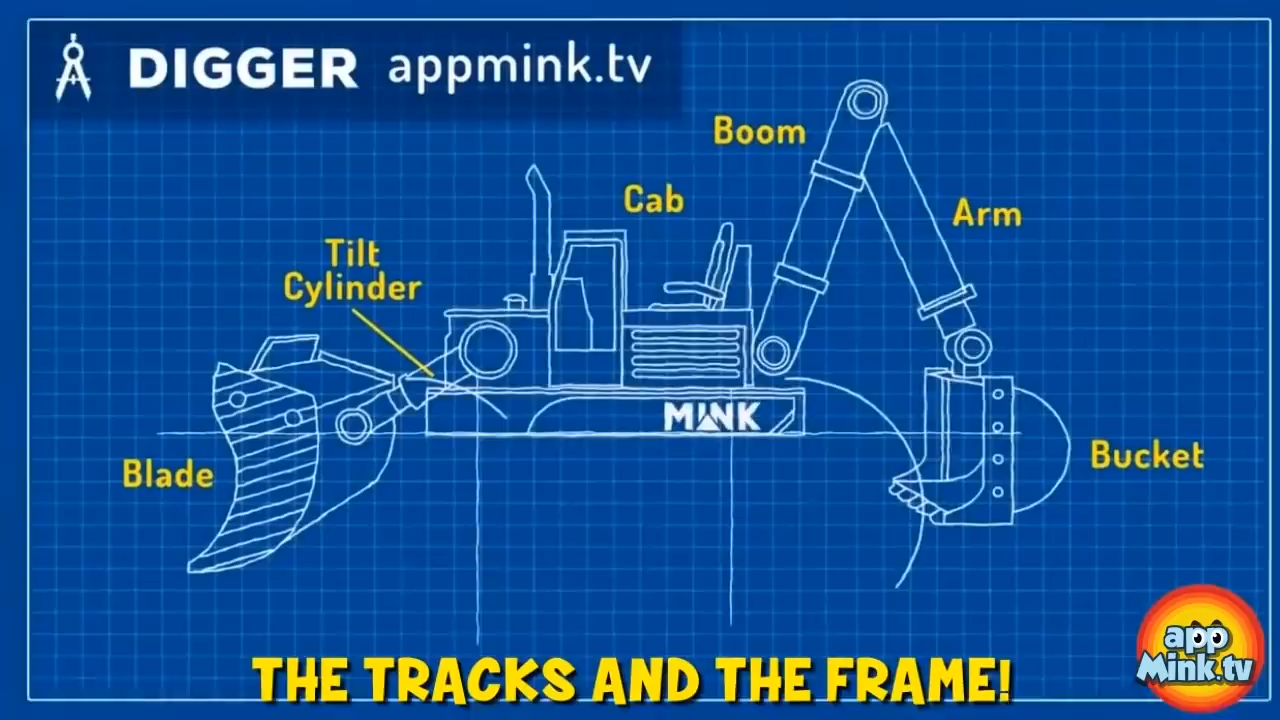 DIGGER appmink.tv
Boom
Cab
Arm
Tilt
Cylinder
MINK
Blade
Bucket
THE TRACKS AND THE FRAME!
app
Mink.tv